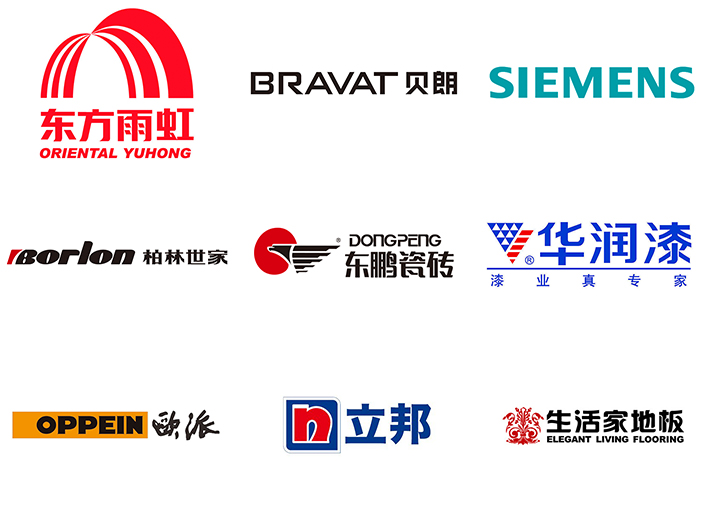 东方雨虹
ORIENTAL YUHONG
BRAVAT 贝朗
SIEMENS
Borlon 柏林世家
®
DONGPENG
东鹏瓷砖
华润漆
®
漆业真专家
OPPEIN 欧派
n 立邦
生活家地板
ELEGANT LIVING FLOORING